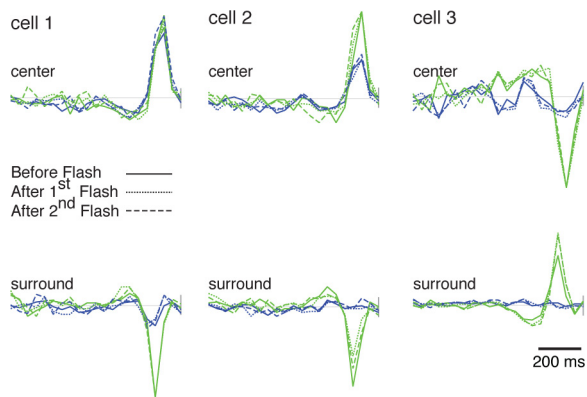 cell 1
cell 2
cell 3
center
center
center
Before Flash
After 1st Flash
After 2nd Flash
surround
surround
surround
200 ms